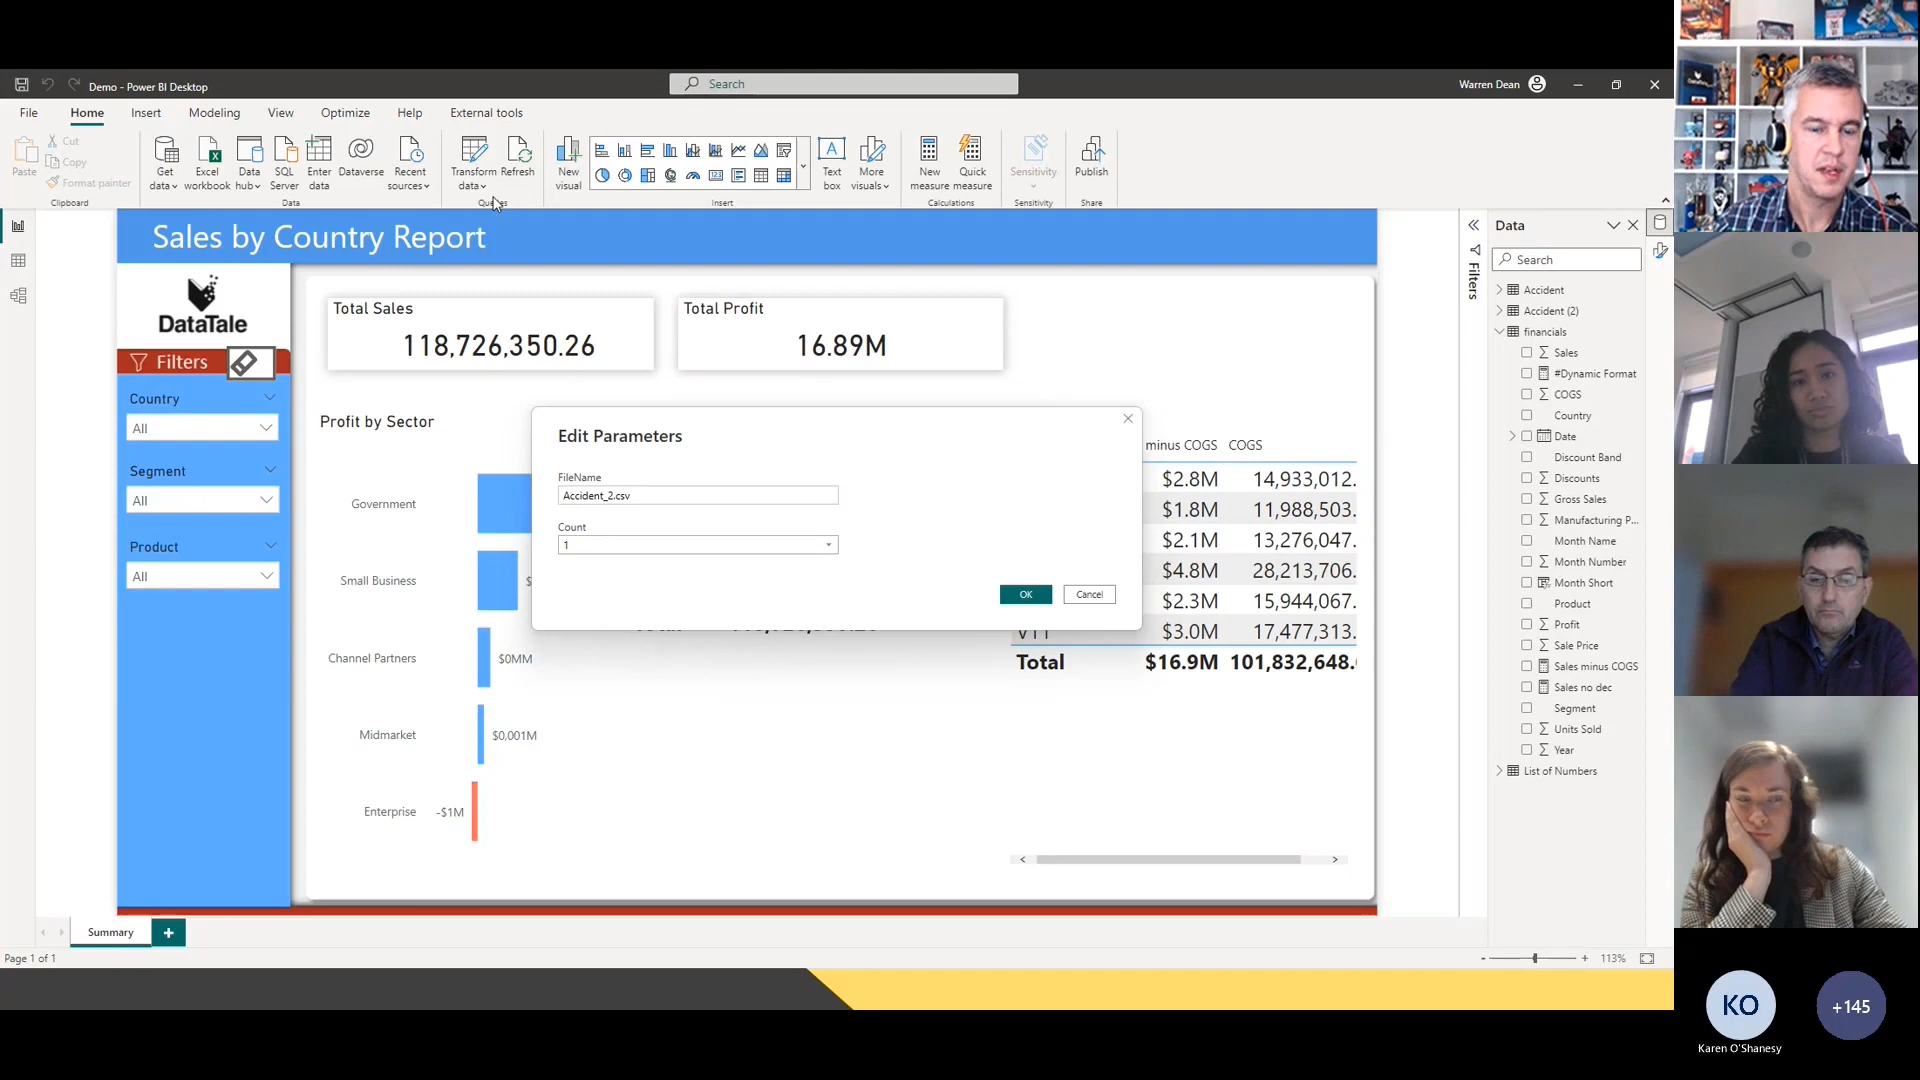 Demo - Power BI Desktop
Search
Warren Dean
File
Home
Insert
Modeling
View
Optimize
Help
External tools
Paste
Cut
Copy
Format painter
Clipboard
Get data
Excel workbook
Data hub
SQL Server
Enter data
Dataverse
Recent sources
Data
Transform data
Refresh
New visual
Text box
More visuals
Insert
New measure
Quick measure
Calculations
Sensitivity
Sensitivity
Publish
Share
Sales by Country Report
DataTale
Filters
Country
All
Segment
All
Product
All
Total Sales
118,726,350.26
Total Profit
16.89M
Profit by Sector
Government
Small Business
$
Channel Partners
$0MM
Midmarket
$0,001M
Enterprise
-$1M
Edit Parameters
FileName
Accident_2.csv
Count
1
OK
Cancel
minus COGS COGS
$2.8M 14,933,012.
$1.8M 11,988,503.
$2.1M 13,276,047.
$4.8M 28,213,706.
$2.3M 15,944,067.
$3.0M 17,477,313.
Total $16.9M 101,832,648.
Filters
Data
Search
Accident
Accident (2)
financials
Sales
#Dynamic Format
COGS
Country
Date
Discount Band
Discounts
Gross Sales
Manufacturing P...
Month Name
Month Number
Month Short
Product
Profit
Sale Price
Sales minus COGS
Sales no dec
Segment
Units Sold
Year
List of Numbers
Summary
Page 1 of 1
113%
KO
+145
Karen O'Shanesy